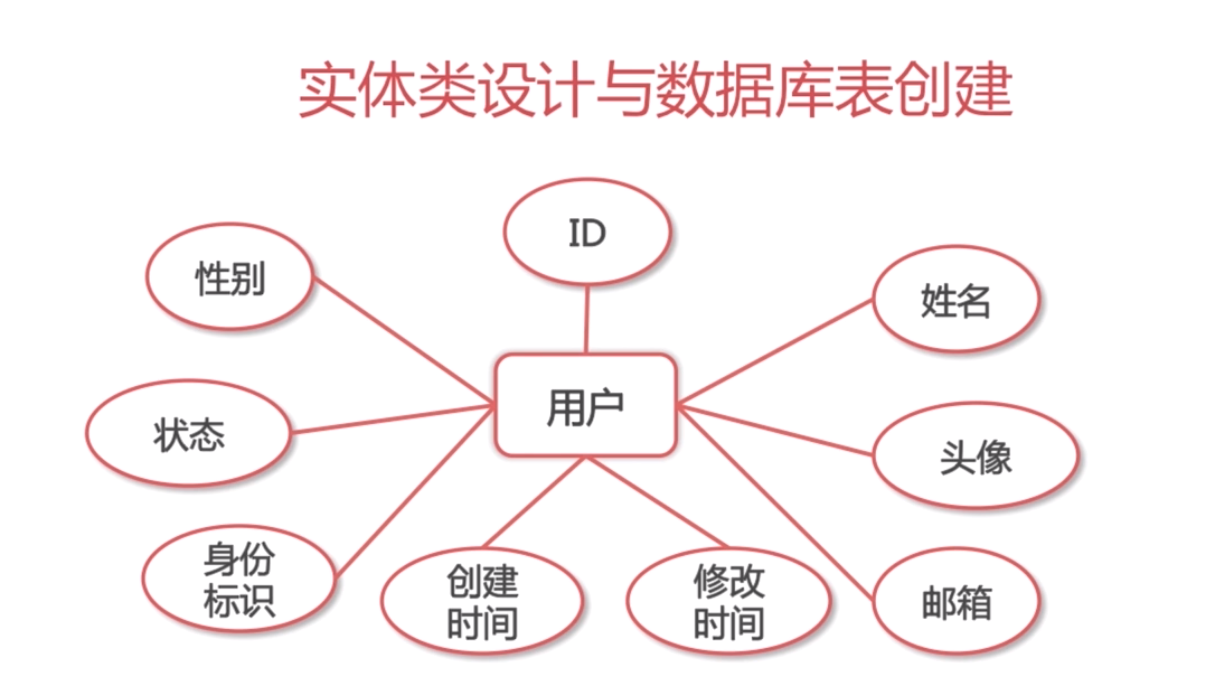 实体类设计与数据库表创建
ID
性别
姓名
用户
状态
头像
身份
标识
创建
时间
修改
时间
邮箱